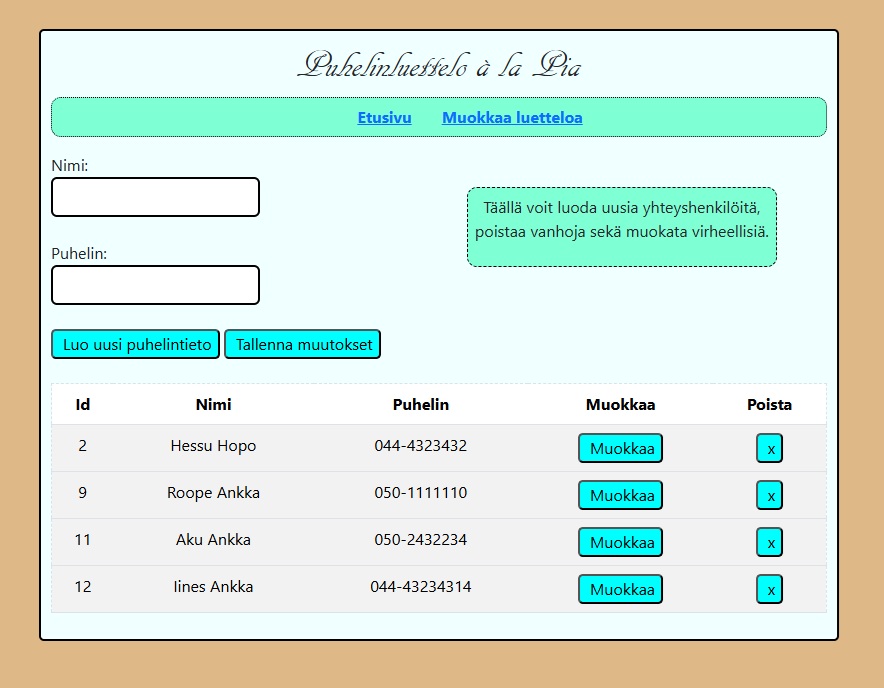 Puhelinluettelo à la Pia
Etusivu Muokkaa luetteloa
Nimi:
Täällä voit luoda uusia yhteyshenkilöitä,
poistaa vanhoja sekä muokata virheellisiä.
Puhelin:
Luo uusi puhelintieto Tallenna muutokset
Id Nimi Puhelin Muokkaa Poista
2 Hessu Hopo 044-4323432 Muokkaa x
9 Roope Ankka 050-1111110 Muokkaa x
11 Aku Ankka 050-2432234 Muokkaa x
12 Iines Ankka 044-43234314 Muokkaa x